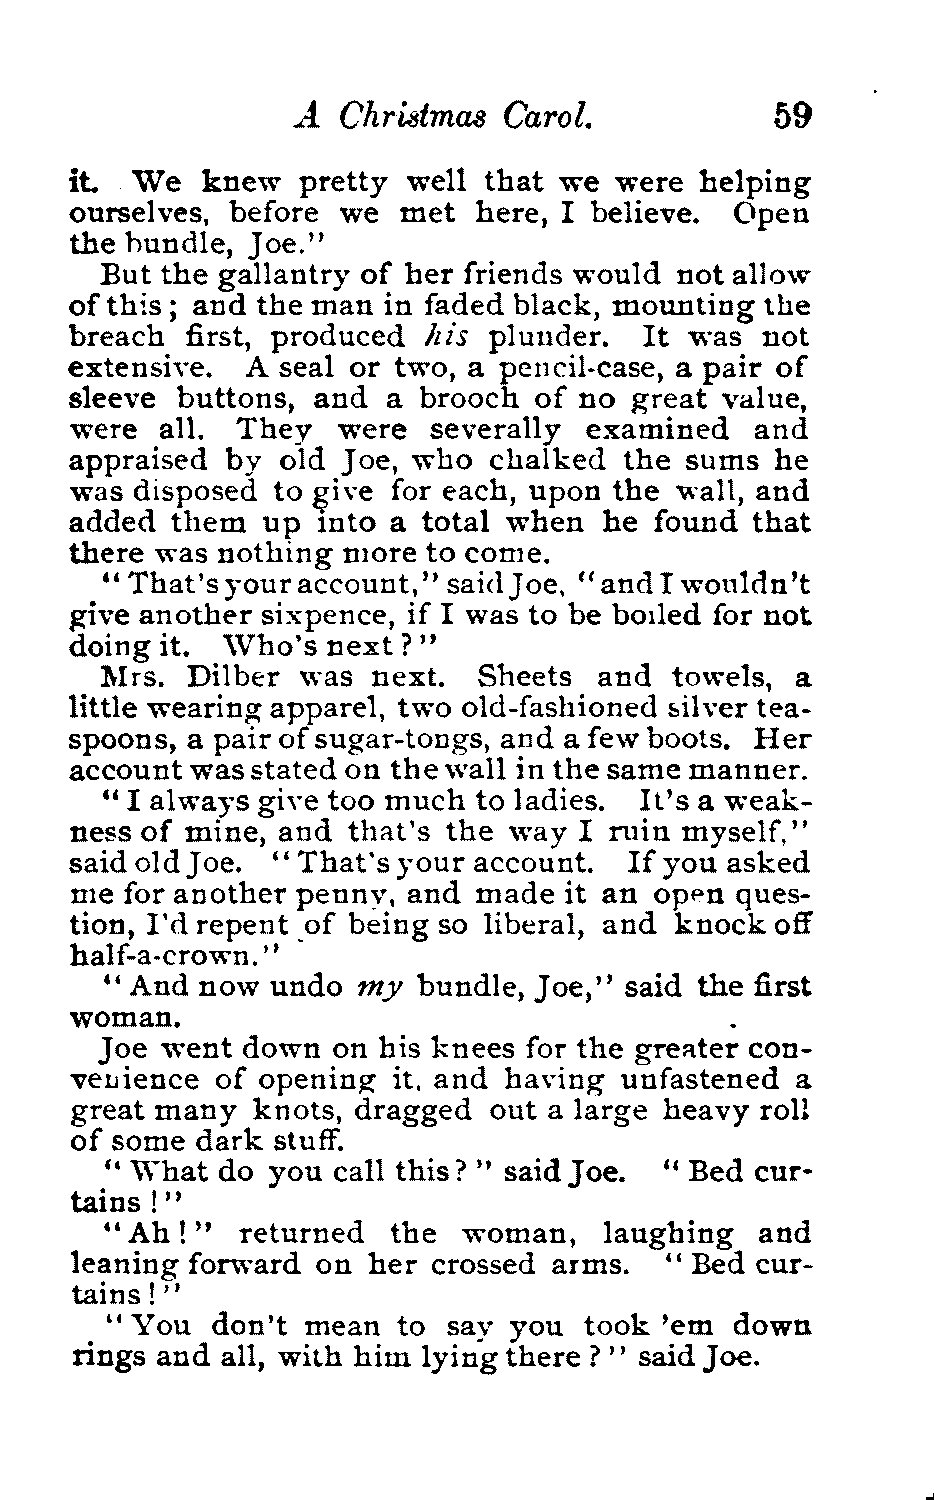 A Christmas Carol. 59
it. We knew pretty well that we were helping
ourselves, before we met here, I believe. Open
the bundle, Joe."
But the gallantry of her friends would not allow
of this; and the man in faded black, mounting the
breach first, produced his plunder. It was not
extensive. A seal or two, a pencil-case, a pair of
sleeve buttons, and a brooch of no great value,
were all. They were severally examined and
appraised by old Joe, who chalked the sums he
was disposed to give for each, upon the wall, and
added them up into a total when he found that
there was nothing more to come.
"That's your account," said Joe, "and I wouldn't
give another sixpence, if I was to be boiled for not
doing it. Who's next?"
Mrs. Dilber was next. Sheets and towels, a
little wearing apparel, two old-fashioned silver tea-
spoons, a pair of sugar-tongs, and a few boots. Her
account was stated on the wall in the same manner.
"I always give too much to ladies. It's a weak-
ness of mine, and that's the way I ruin myself,"
said old Joe. "That's your account. If you asked
me for another penny, and made it an open ques-
tion, I'd repent of being so liberal, and knock off
half-a-crown."
"And now undo my bundle, Joe," said the first
woman.
Joe went down on his knees for the greater con-
venience of opening it, and having unfastened a
great many knots, dragged out a large heavy roll
of some dark stuff.
"What do you call this?" said Joe. "Bed cur-
tains!"
"Ah!" returned the woman, laughing and
leaning forward on her crossed arms. "Bed cur-
tains!"
"You don't mean to say you took 'em down
rings and all, with him lying there?" said Joe.